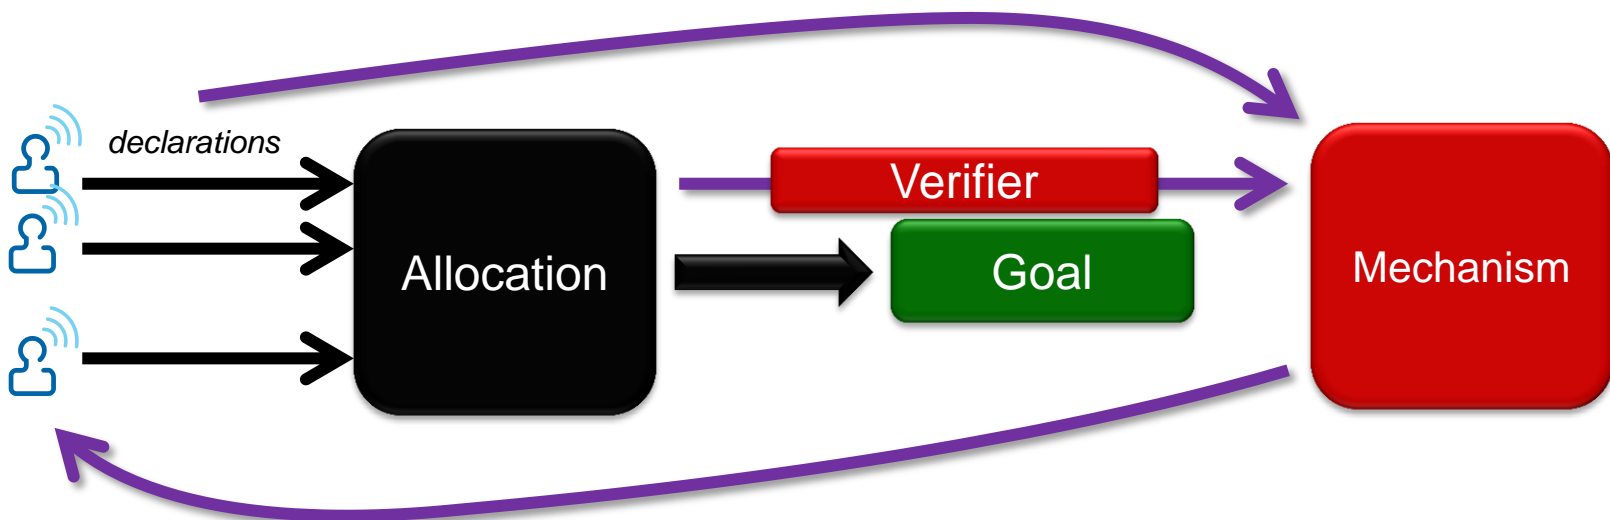 declarations
Allocation
Verifier
Goal
Mechanism